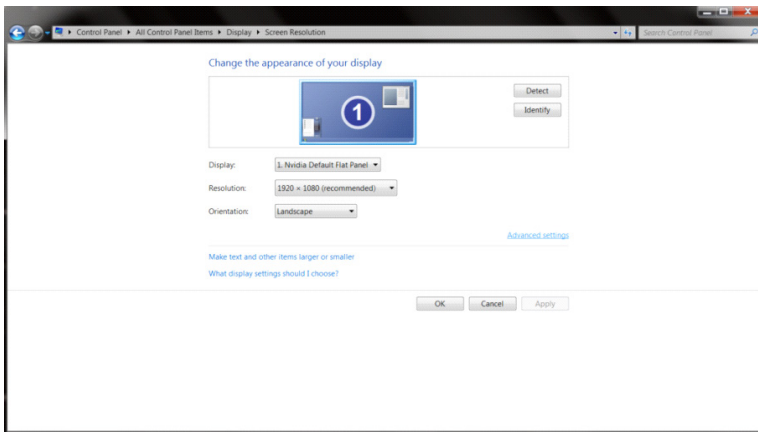 Control Panel ▸ All Control Panel Items ▸ Display ▸ Screen Resolution
Search Control Panel
Change the appearance of your display
1
Detect
Identify
Display: 1. Nvidia Default Flat Panel
Resolution: 1920 × 1080 (recommended)
Orientation: Landscape
Advanced settings
Make text and other items larger or smaller
What display settings should I choose?
OK Cancel Apply